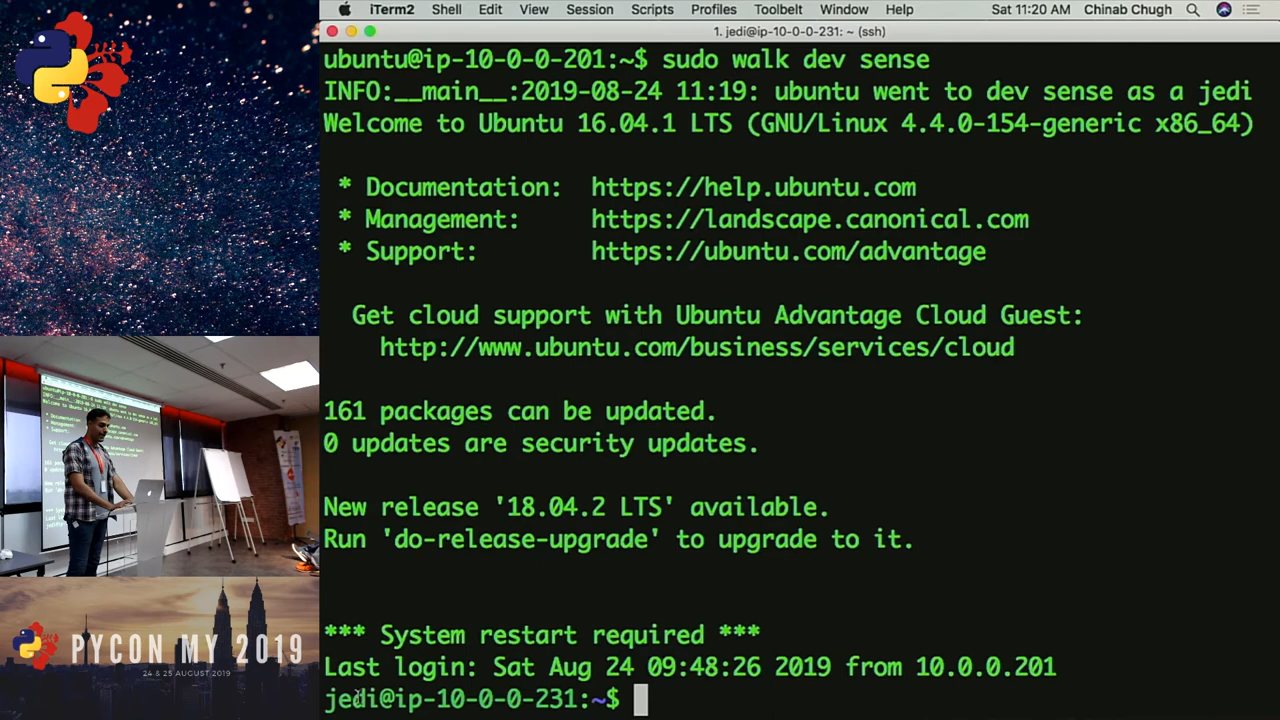 iTerm2 Shell Edit View Session Scripts Profiles Toolbelt Window Help Sat 11:20 AM Chinab Chugh
1. jedi@ip-10-0-0-231: ~ (ssh)
ubuntu@ip-10-0-0-201:~$ sudo walk dev sense
INFO:__main__:2019-08-24 11:19: ubuntu went to dev sense as a jedi
Welcome to Ubuntu 16.04.1 LTS (GNU/Linux 4.4.0-154-generic x86_64)
* Documentation: https://help.ubuntu.com
* Management: https://landscape.canonical.com
* Support: https://ubuntu.com/advantage
Get cloud support with Ubuntu Advantage Cloud Guest:
http://www.ubuntu.com/business/services/cloud
161 packages can be updated.
0 updates are security updates.
New release '18.04.2 LTS' available.
Run 'do-release-upgrade' to upgrade to it.
*** System restart required ***
Last login: Sat Aug 24 09:48:26 2019 from 10.0.0.201
jedi@ip-10-0-0-231:~$
PYCON MY 2019
24 & 25 AUGUST 2019